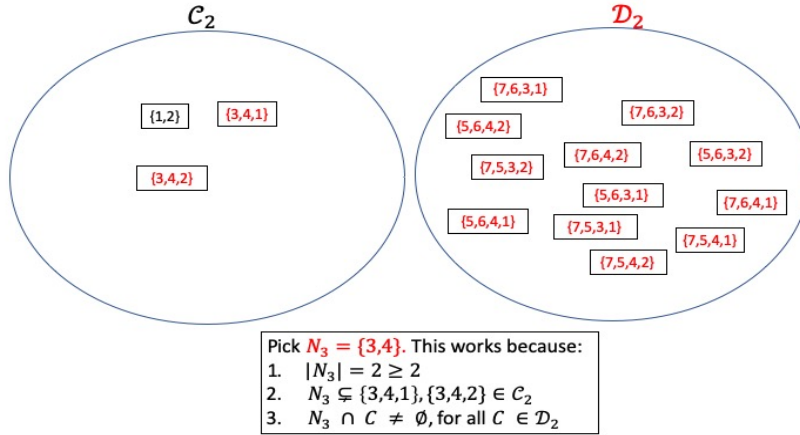 𝒞₂
𝒟₂
{1,2}
{3,4,1}
{3,4,2}
{7,6,3,1}
{7,6,3,2}
{5,6,4,2}
{7,6,4,2}
{5,6,3,2}
{7,5,3,2}
{5,6,3,1}
{7,6,4,1}
{5,6,4,1}
{7,5,3,1}
{7,5,4,1}
{7,5,4,2}
Pick N₃ = {3,4}. This works because:
1. |N₃| = 2 ≥ 2
2. N₃ ⊊ {3,4,1}, {3,4,2} ∈ 𝒞₂
3. N₃ ∩ C ≠ Ø, for all C ∈ 𝒟₂